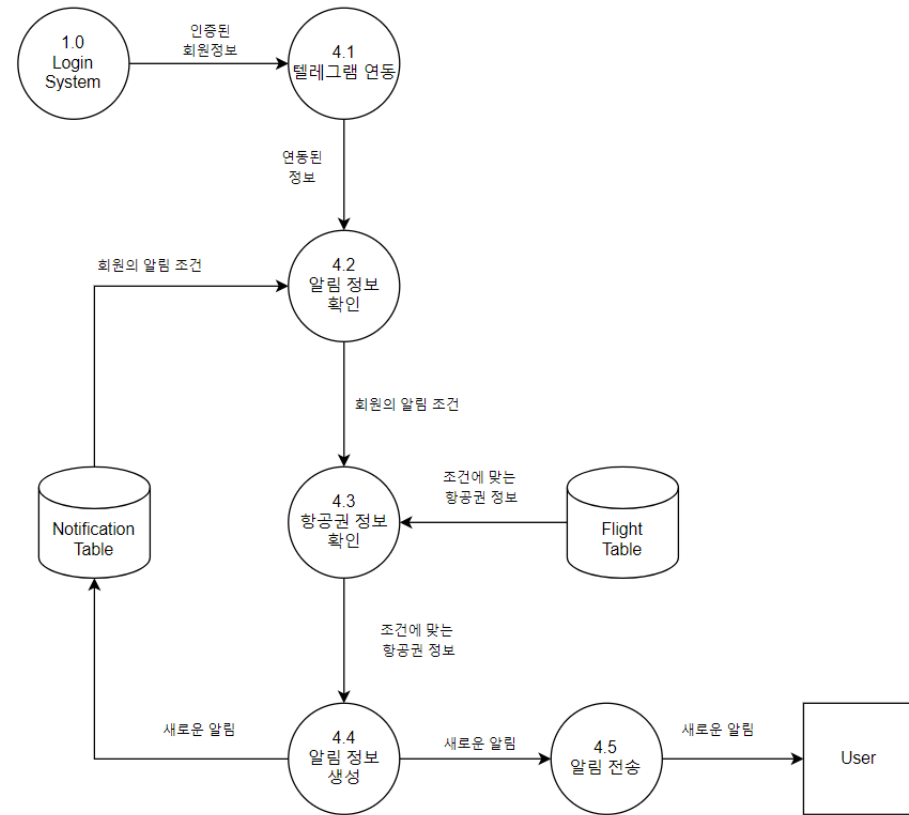 1.0
Login
System
인증된
회원정보
4.1
텔레그램 연동
연동된
정보
회원의 알림 조건
4.2
알림 정보
확인
회원의 알림 조건
Notification
Table
4.3
항공권 정보
확인
조건에 맞는
항공권 정보
Flight
Table
조건에 맞는
항공권 정보
새로운 알림
4.4
알림 정보
생성
새로운 알림
4.5
알림 전송
새로운 알림
User